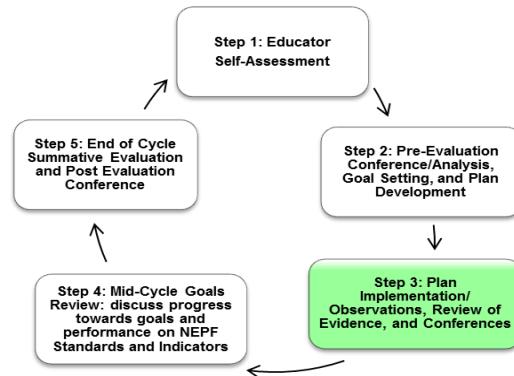 Step 1: Educator
Self-Assessment
Step 2: Pre-Evaluation
Conference/Analysis,
Goal Setting, and Plan
Development
Step 3: Plan
Implementation/
Observations, Review of
Evidence, and Conferences
Step 4: Mid-Cycle Goals
Review: discuss progress
towards goals and
performance on NEPF
Standards and Indicators
Step 5: End of Cycle
Summative Evaluation
and Post Evaluation
Conference